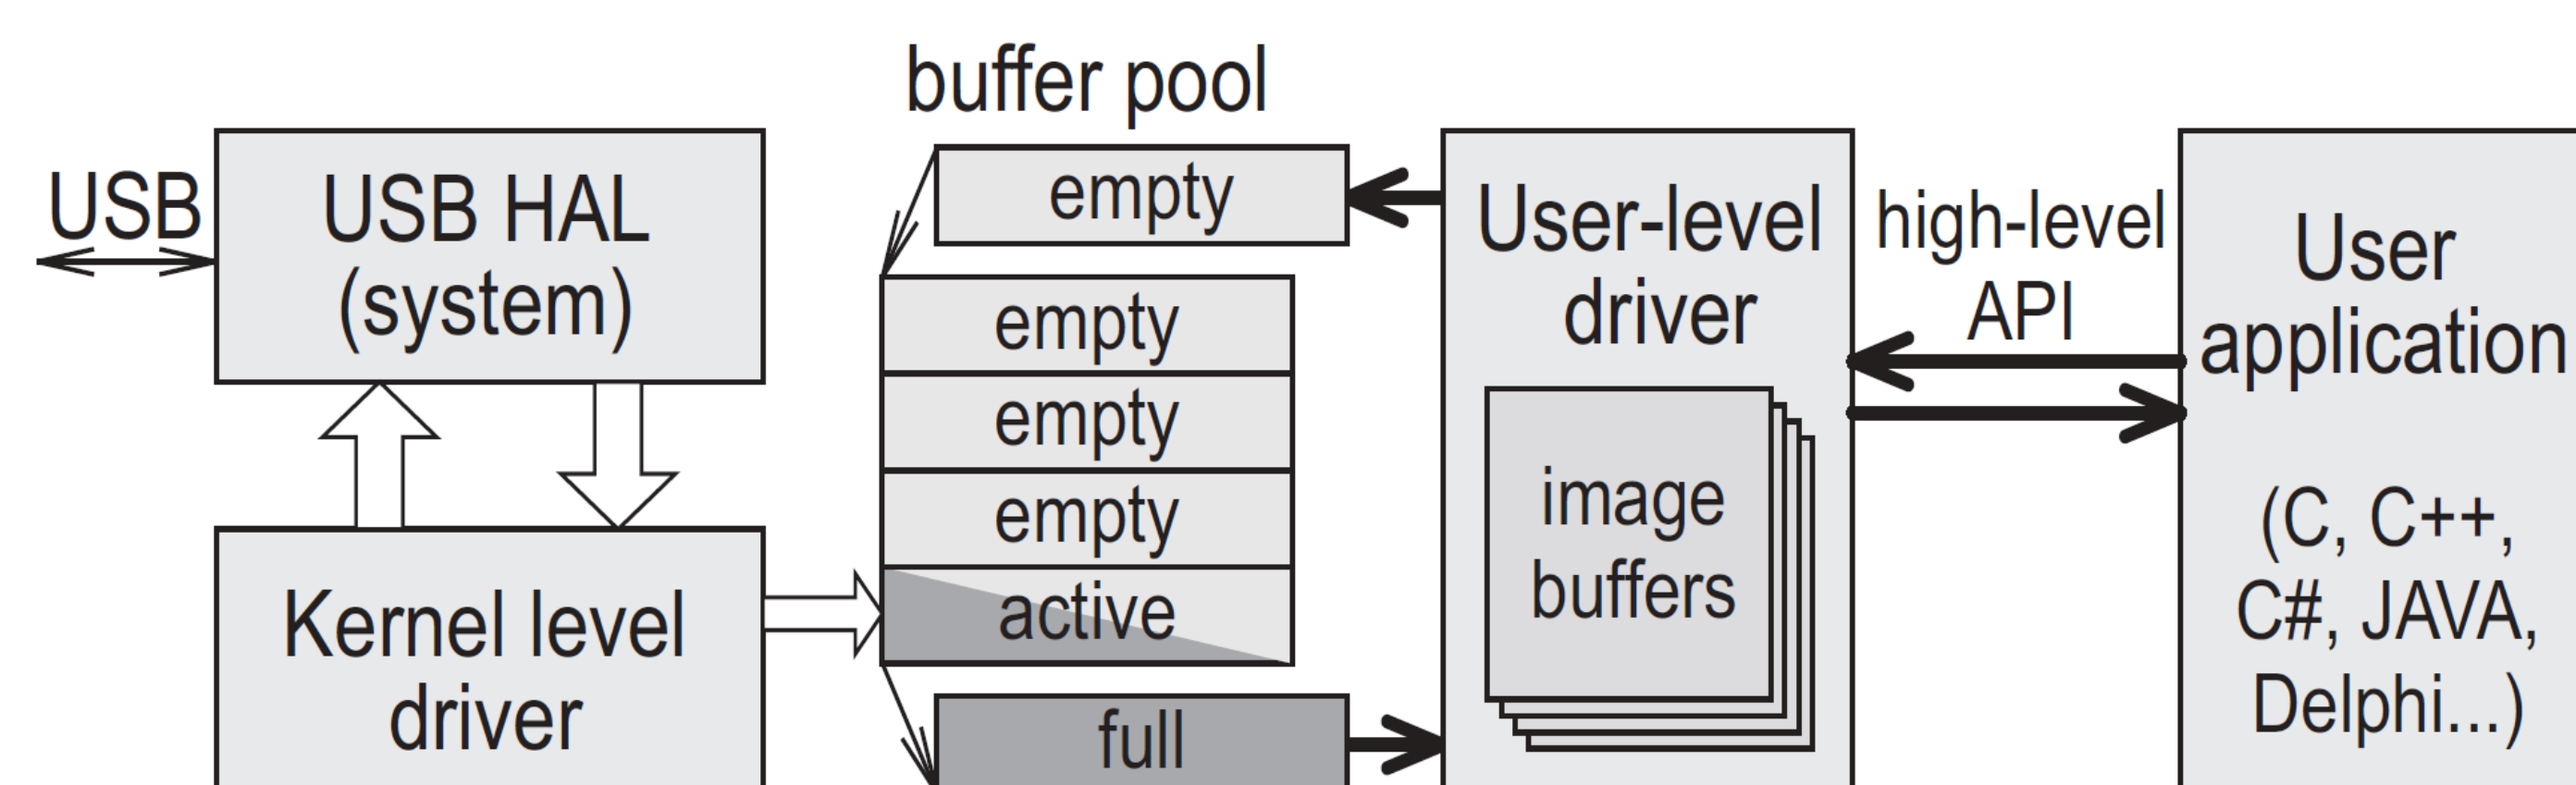 buffer pool
USB
USB HAL
(system)
Kernel level
driver
empty
empty
empty
empty
active
full
User-level
driver
image
buffers
high-level
API
User
application
(C, C++,
C#, JAVA,
Delphi...)